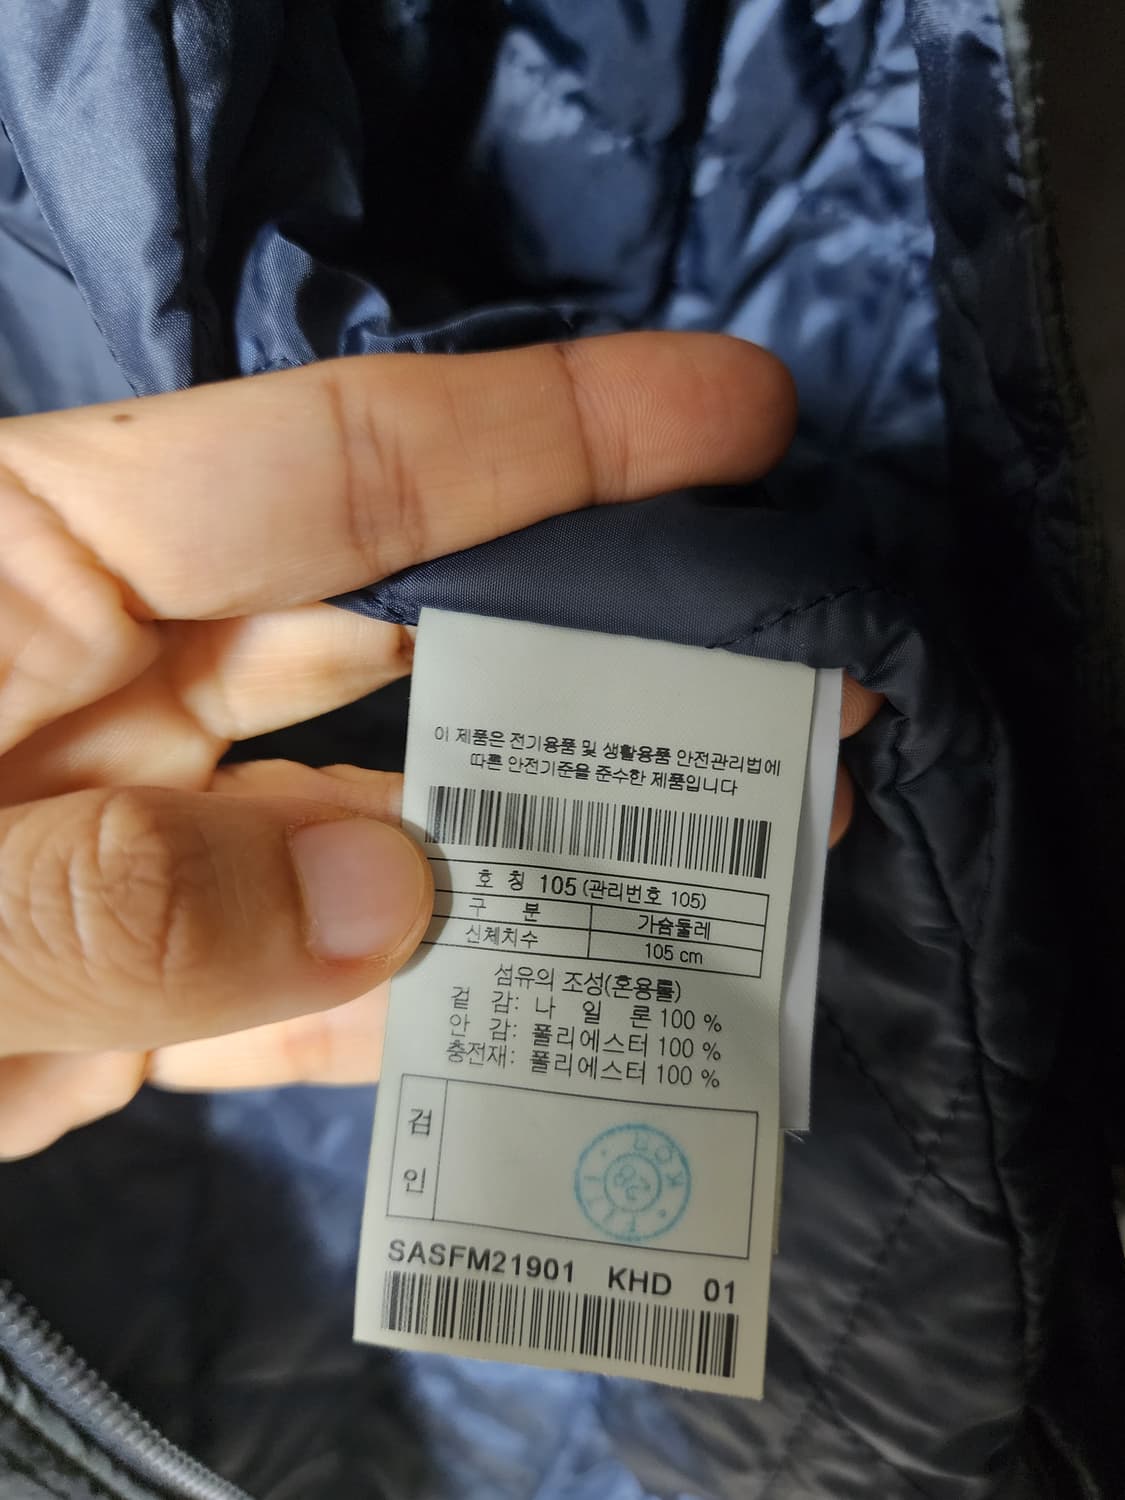 이 제품은 전기용품 및 생활용품 안전관리법에
따른 안전기준을 준수한 제품입니다
호 칭 105 (관리번호 105)
구 분 가슴둘레
신체치수 105 cm
섬유의 조성(혼용률)
겉 감: 나 일 론 100 %
안 감: 폴리에스터 100 %
충전재: 폴리에스터 100 %
검
인
SASFM21901 KHD 01